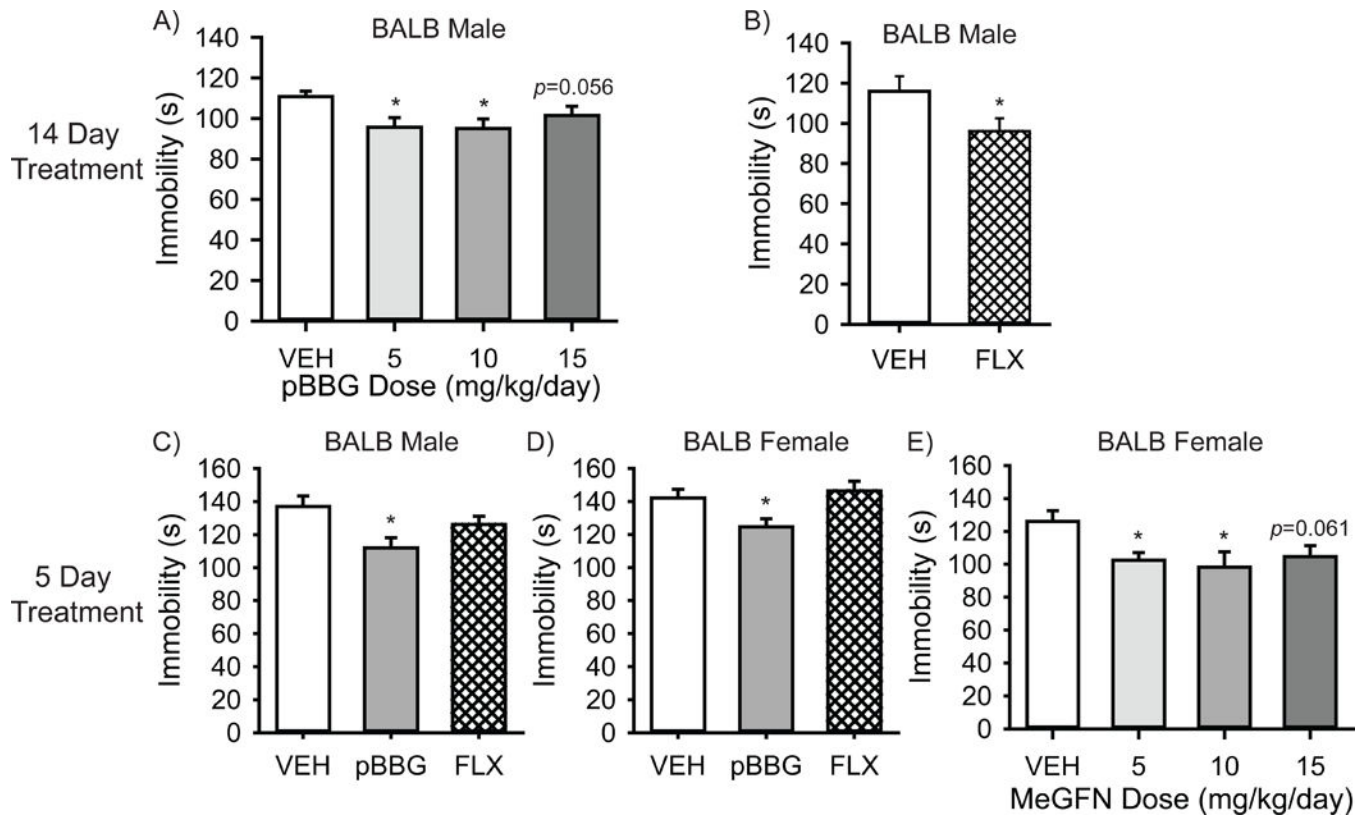 A)
BALB Male
14 Day
Treatment
Immobility (s)
140
120
100
80
60
40
20
0
*
*
p=0.056
VEH 5 10 15
pBBG Dose (mg/kg/day)
B)
BALB Male
Immobility (s)
140
120
100
80
60
40
20
0
*
VEH FLX
5 Day
Treatment
C)
BALB Male
Immobility (s)
160
140
120
100
80
60
40
20
0
*
VEH pBBG FLX
D)
BALB Female
Immobility (s)
160
140
120
100
80
60
40
20
0
*
VEH pBBG FLX
E)
BALB Female
Immobility (s)
160
140
120
100
80
60
40
20
0
*
*
p=0.061
VEH 5 10 15
MeGFN Dose (mg/kg/day)